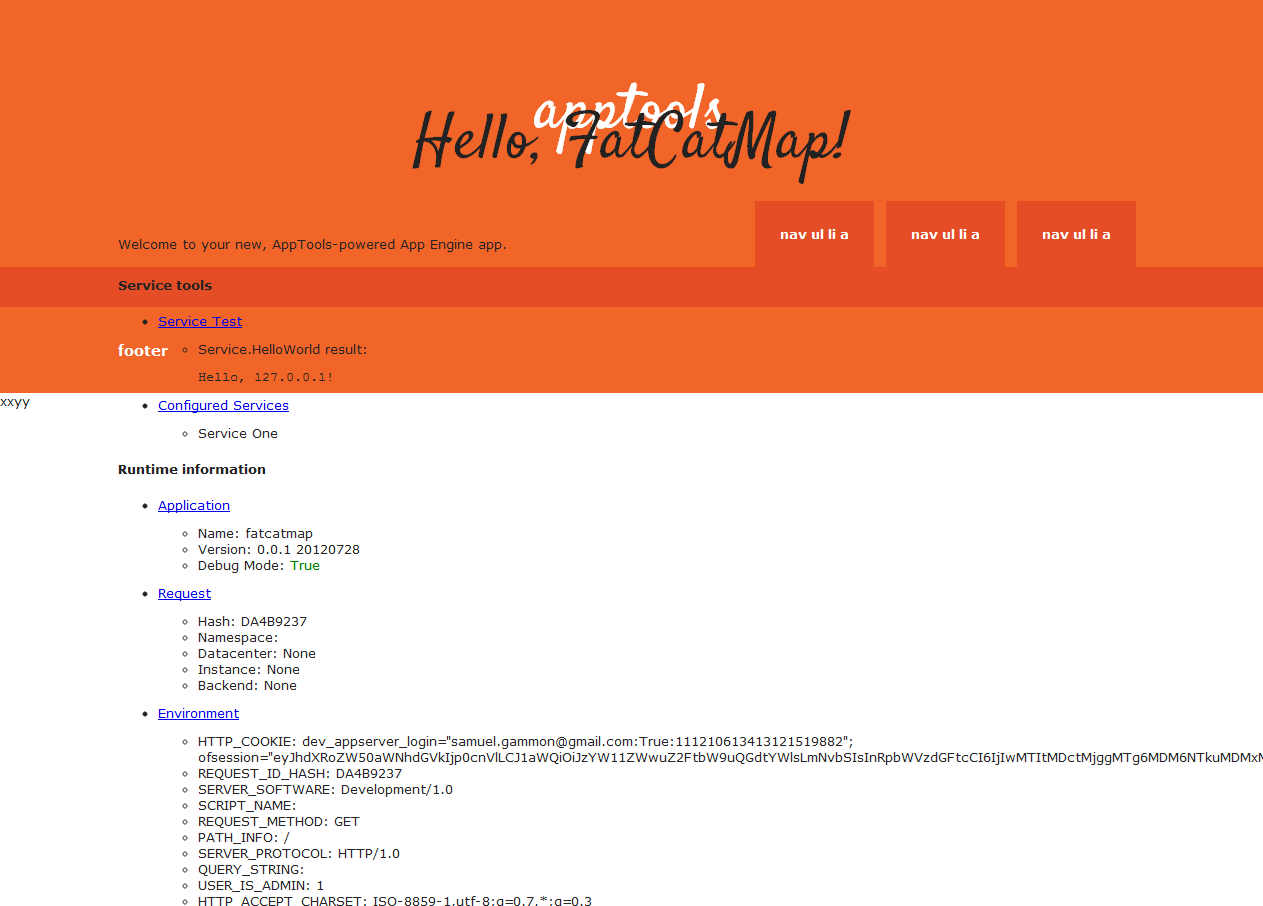 apptools
Hello, FatCatMap!
Welcome to your new, AppTools-powered App Engine app.
nav ul li a
nav ul li a
nav ul li a
Service tools
Service Test
footer
Service.HelloWorld result:
Hello, 127.0.0.1!
xxyy
Configured Services
Service One
Runtime information
Application
Name: fatcatmap
Version: 0.0.1 20120728
Debug Mode: True
Request
Hash: DA4B9237
Namespace:
Datacenter: None
Instance: None
Backend: None
Environment
HTTP_COOKIE: dev_appserver_login="samuel.gammon@gmail.com:True:111210613413121519882";
ofsession="eyJhdXRoZW50aWNhdGVkIjp0cnVlLCJ1aWQiOiJzYW11ZWwuZ2FtbW9uQGdtYWlsLmNvbSIsInRpbWVzdGFtcCI6IjIwMTItMDctMjggMTg6MDM6NTkuMDMxM
REQUEST_ID_HASH: DA4B9237
SERVER_SOFTWARE: Development/1.0
SCRIPT_NAME:
REQUEST_METHOD: GET
PATH_INFO: /
SERVER_PROTOCOL: HTTP/1.0
QUERY_STRING:
USER_IS_ADMIN: 1
HTTP_ACCEPT_CHARSET: ISO-8859-1,utf-8;q=0.7,*;q=0.3